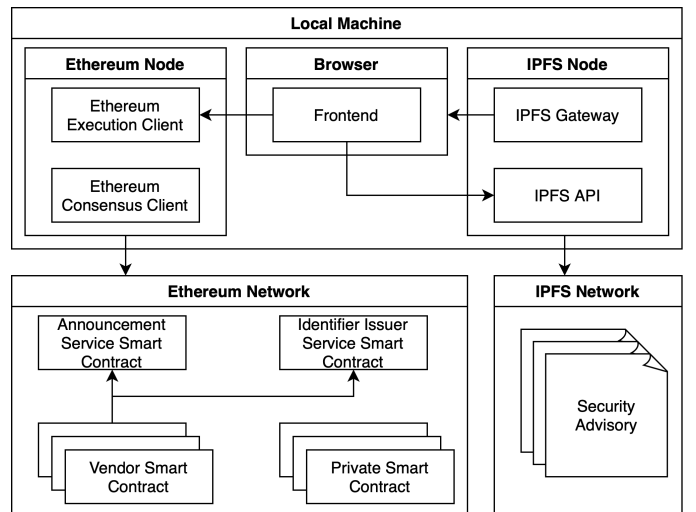 Local Machine
Ethereum Node
Browser
IPFS Node
Ethereum
Execution Client
Frontend
IPFS Gateway
Ethereum
Consensus Client
IPFS API
Ethereum Network
IPFS Network
Announcement
Service Smart
Contract
Identifier Issuer
Service Smart
Contract
Security
Advisory
Vendor Smart
Contract
Private Smart
Contract